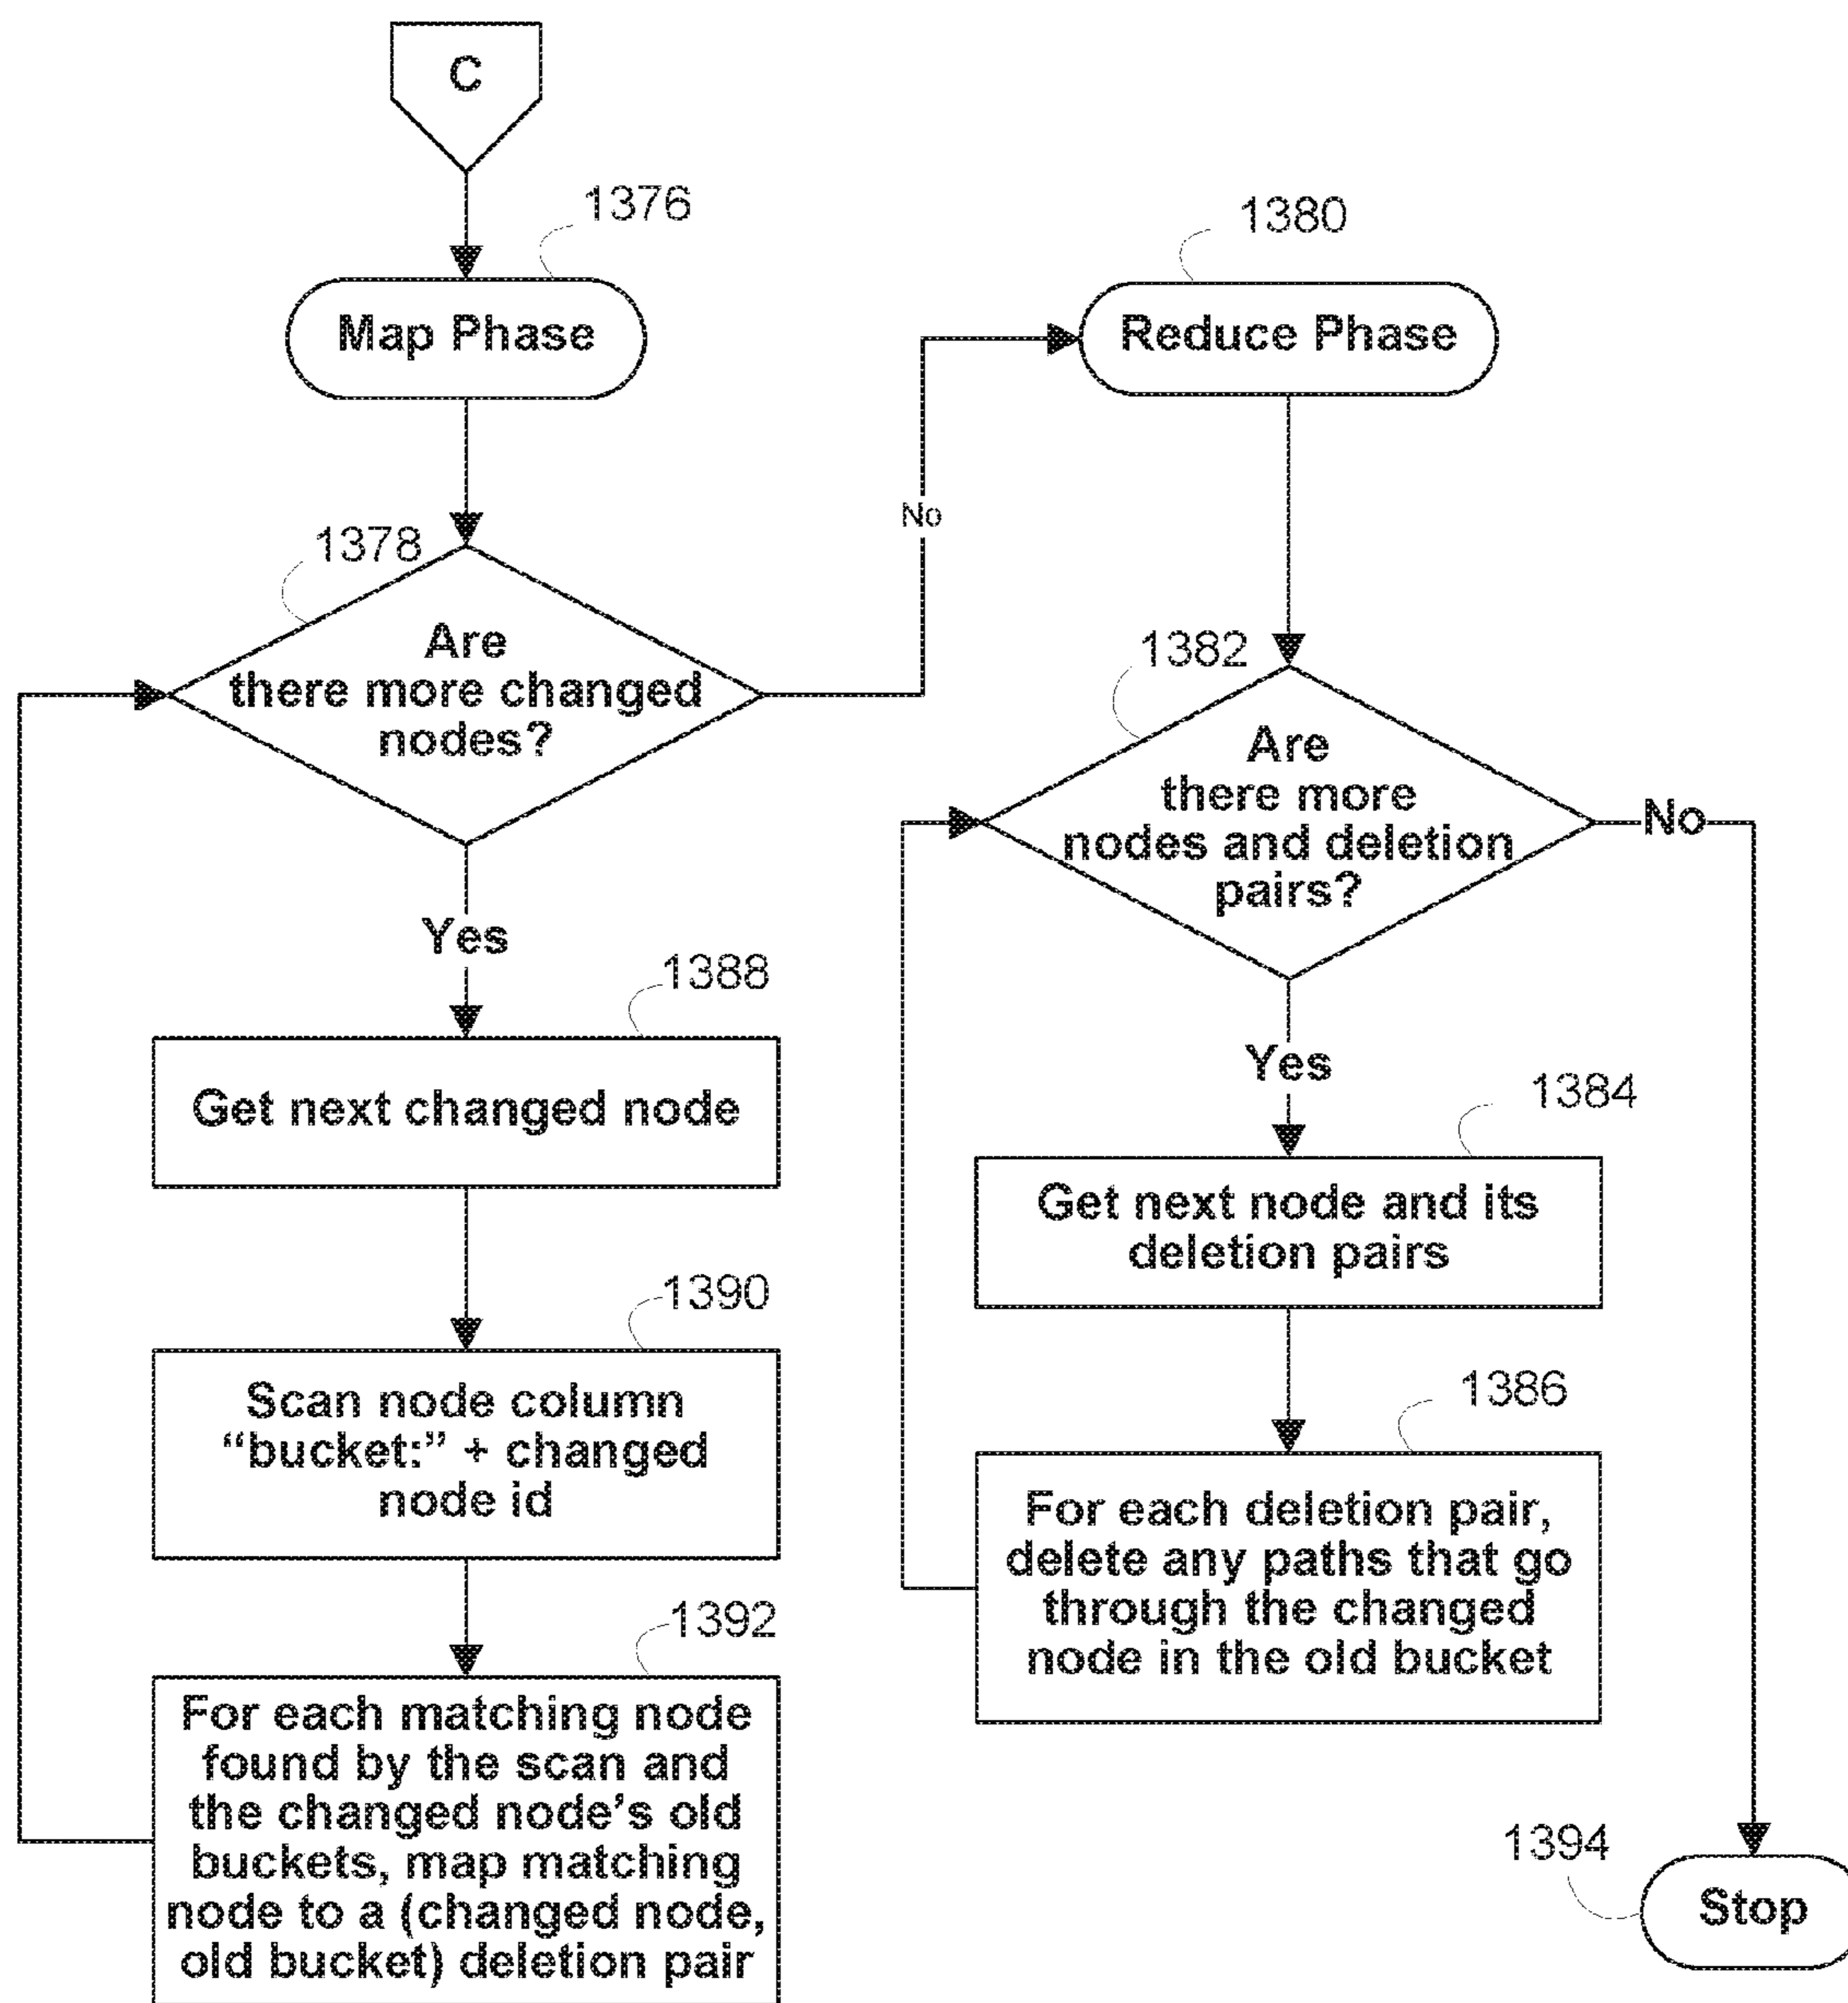 C
1376
Map Phase
1378
Are
there more changed
nodes?
No
Yes
1388
Get next changed node
1390
Scan node column
“bucket:” + changed
node id
1392
For each matching node
found by the scan and
the changed node’s old
buckets, map matching
node to a (changed node,
old bucket) deletion pair
1380
Reduce Phase
1382
Are
there more
nodes and deletion
pairs?
No
Yes
1384
Get next node and its
deletion pairs
1386
For each deletion pair,
delete any paths that go
through the changed
node in the old bucket
1394
Stop